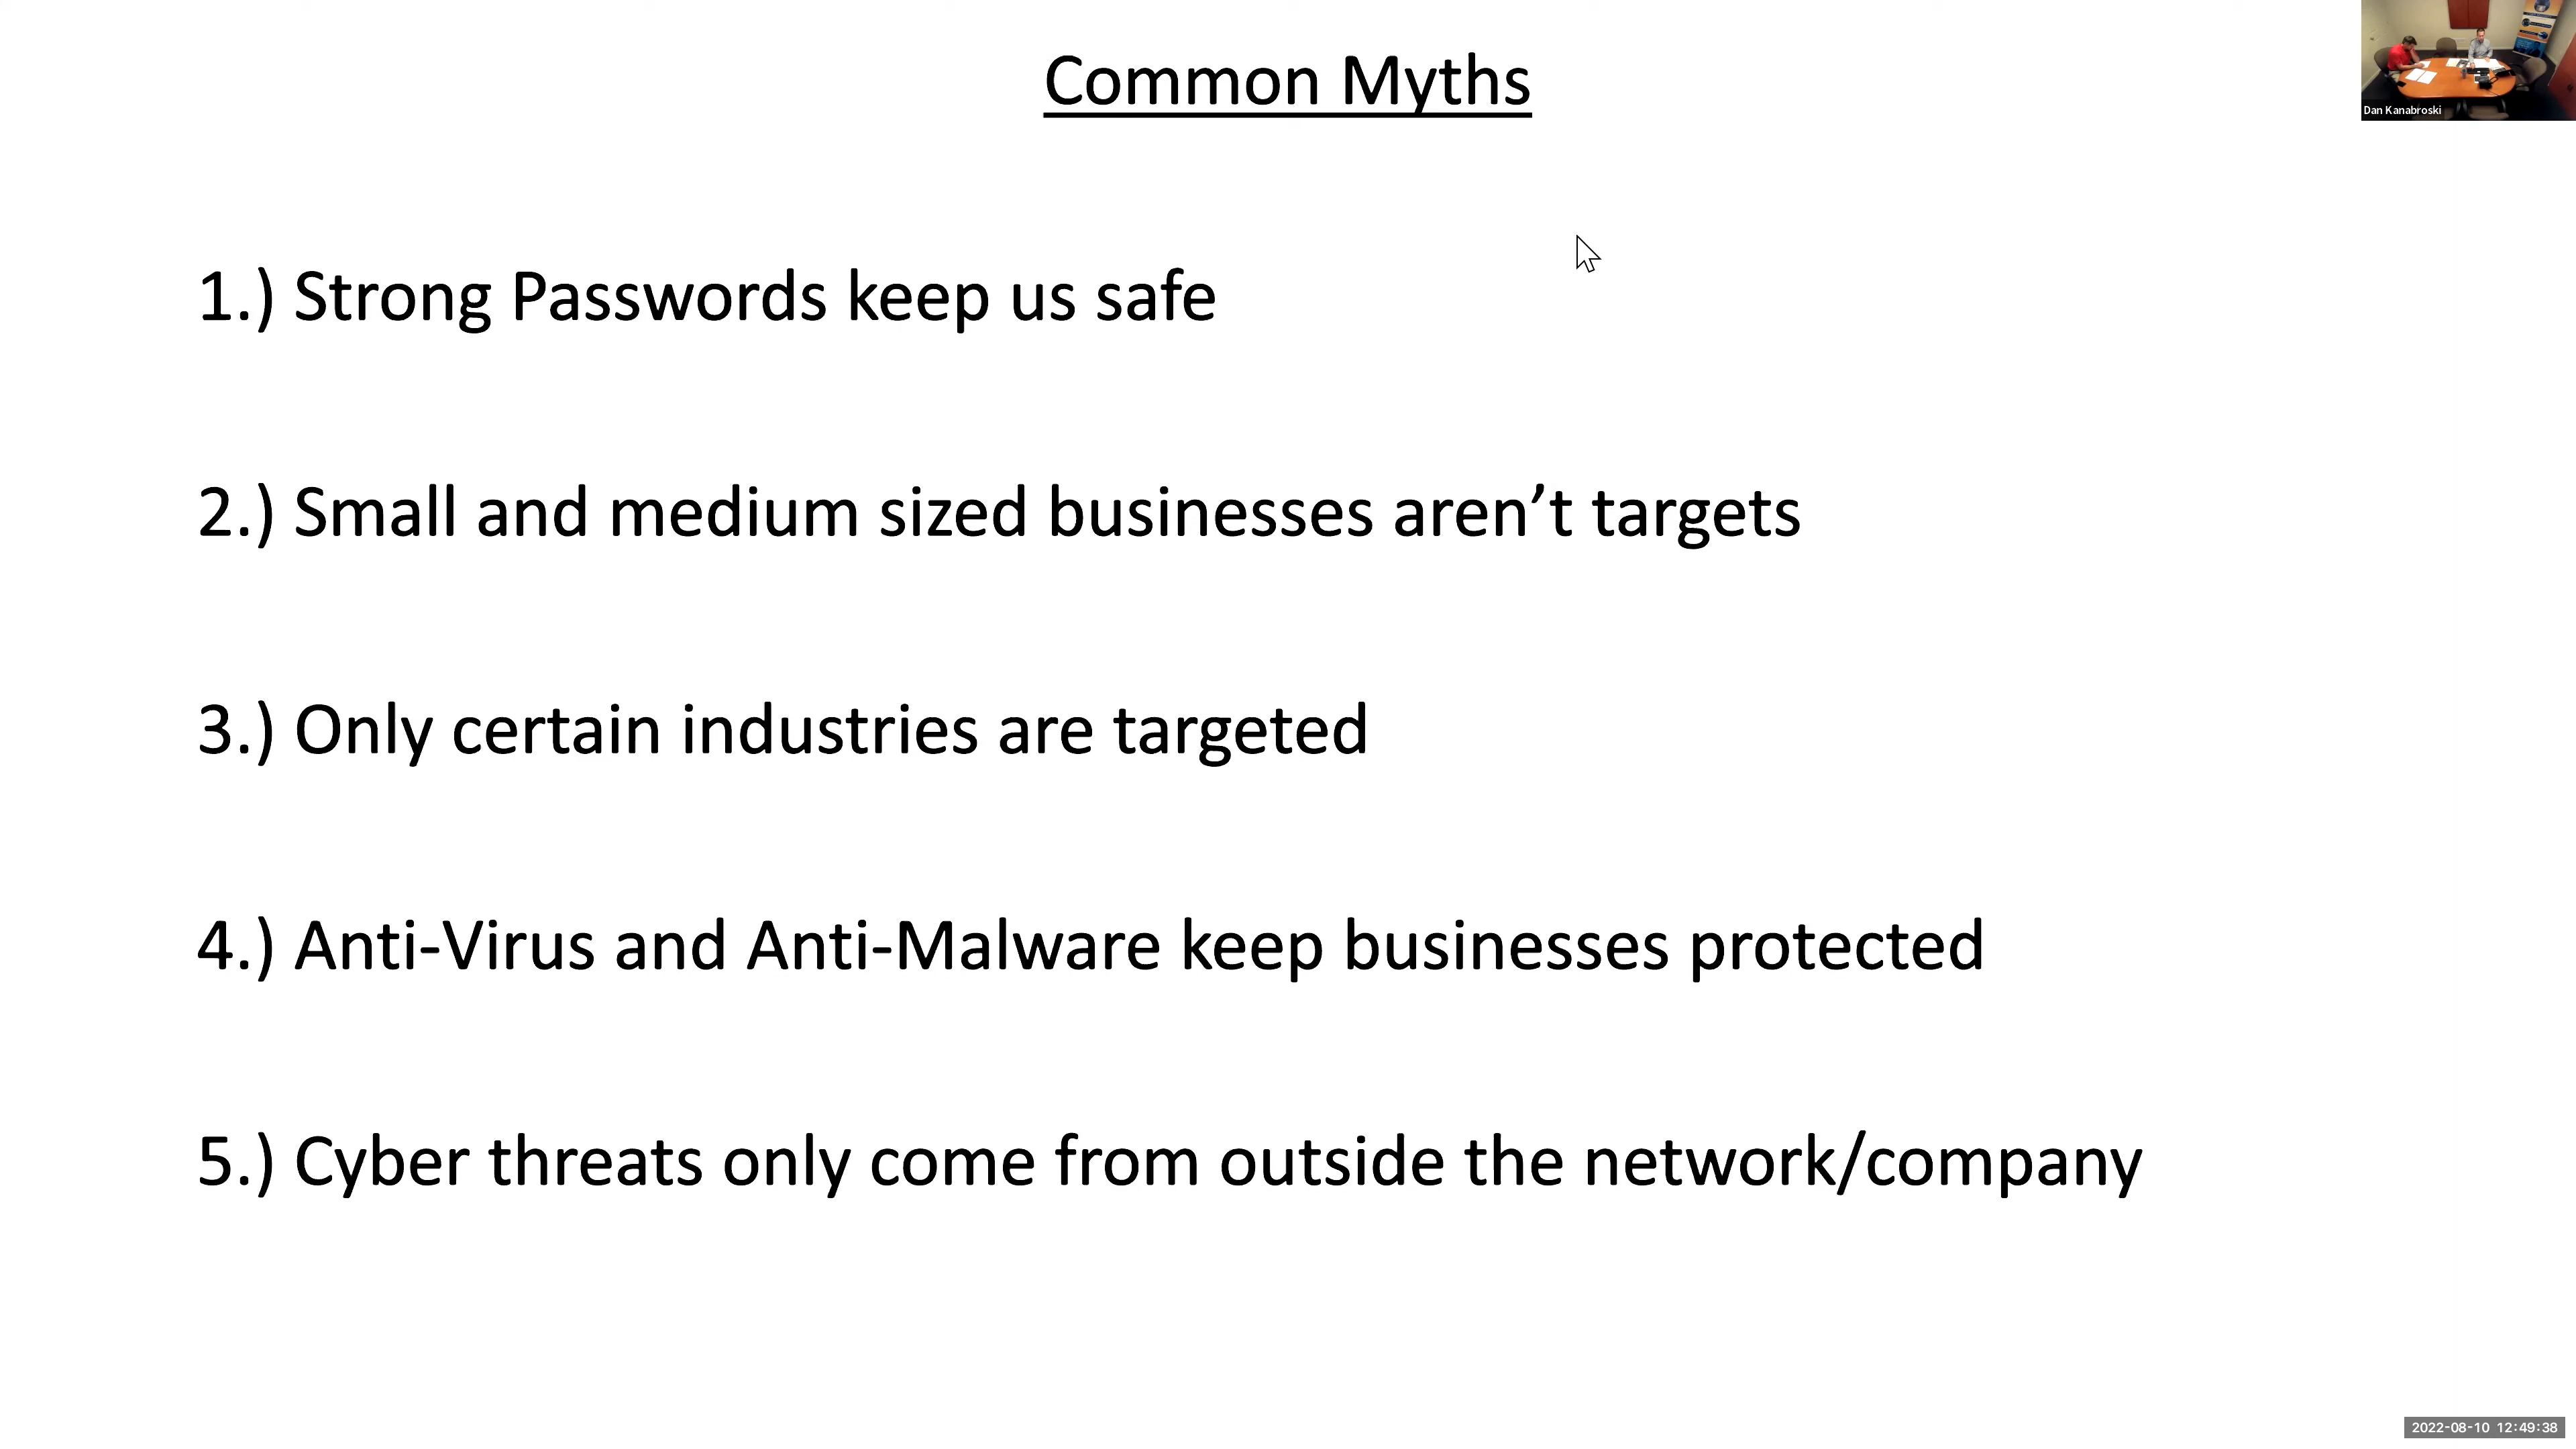 Common Myths
Dan Kanabroski
1.) Strong Passwords keep us safe
2.) Small and medium sized businesses aren’t targets
3.) Only certain industries are targeted
4.) Anti-Virus and Anti-Malware keep businesses protected
5.) Cyber threats only come from outside the network/company
2022-08-10 12:49:38